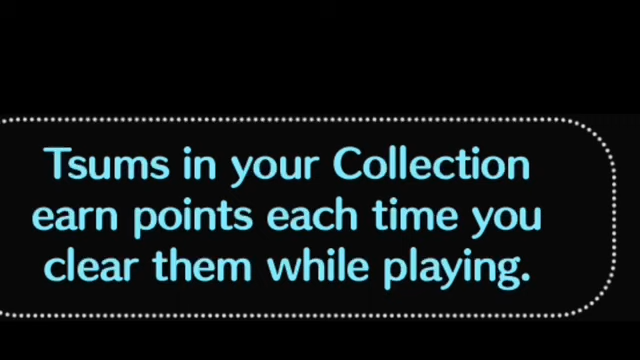 Tsums in your Collection
earn points each time you
clear them while playing.